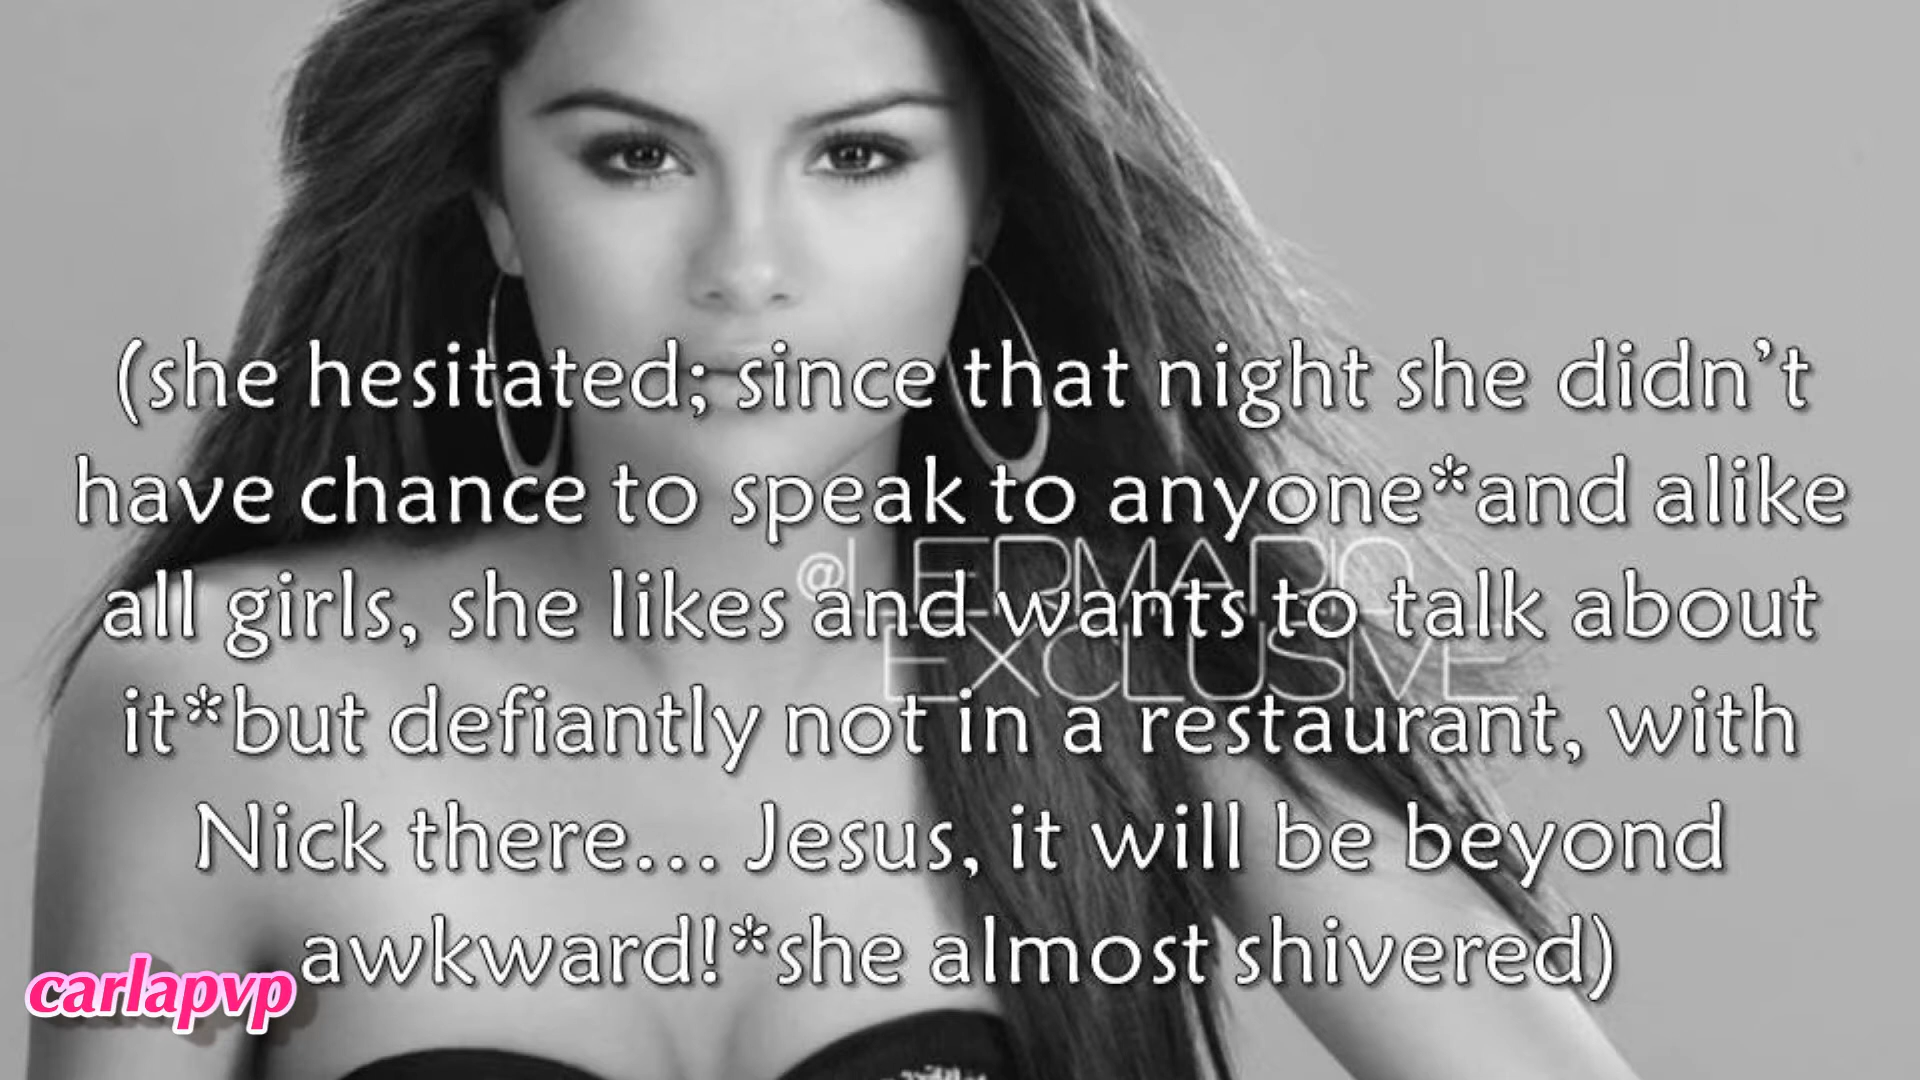 (she hesitated; since that night she didn’t
have chance to speak to anyone*and alike
all girls, she likes and wants to talk about
it*but defiantly not in a restaurant, with
Nick there... Jesus, it will be beyond
awkward!*she almost shivered)
@LERMARIO
EXCLUSIVE
carlapvp